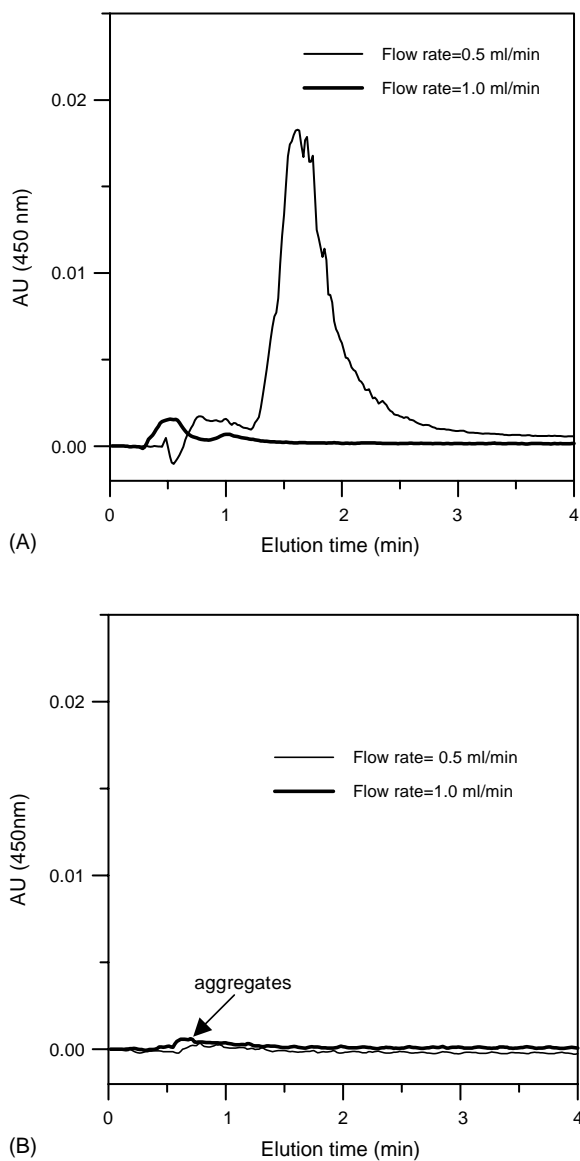 Flow rate=0.5 ml/min
Flow rate=1.0 ml/min
0.02
0.01
0.00
AU (450 nm)
0 1 2 3 4
Elution time (min)
(A)
Flow rate= 0.5 ml/min
Flow rate=1.0 ml/min
0.02
0.01
0.00
AU (450nm)
aggregates
0 1 2 3 4
Elution time (min)
(B)